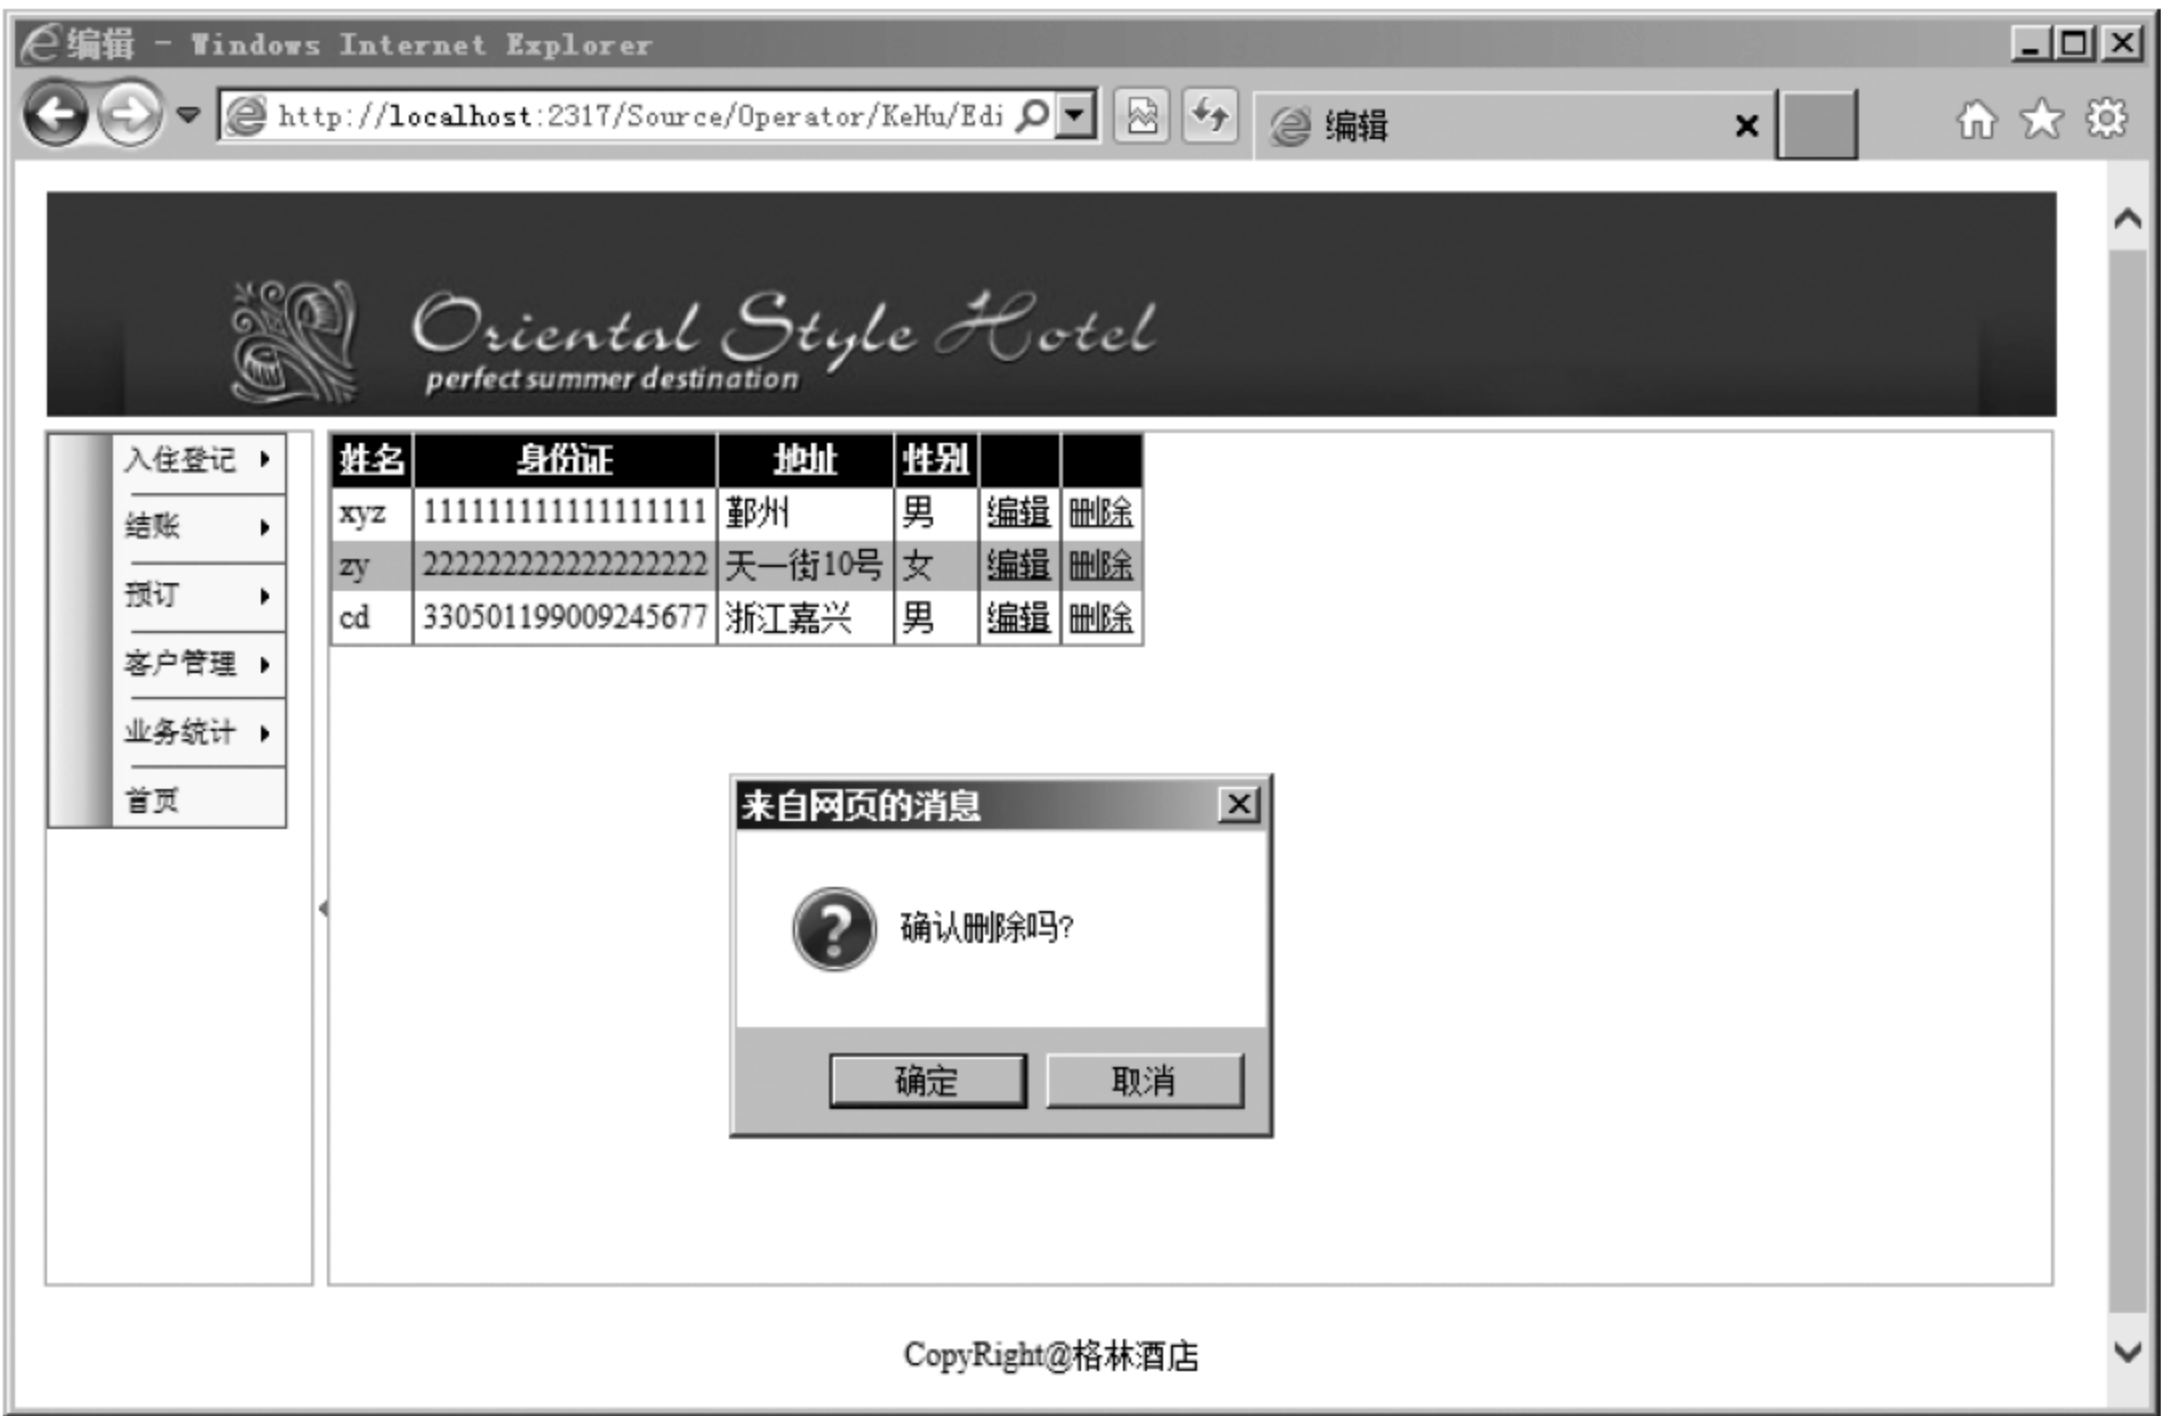 编辑 - Windows Internet Explorer
http://localhost:2317/Source/Operator/KeHu/Edi
编辑
Oriental Style Hotel
perfect summer destination
入住登记
结账
预订
客户管理
业务统计
首页
姓名 身份证 地址 性别
xyz 111111111111111111 鄞州 男 编辑 删除
zy 222222222222222222 天一街10号 女 编辑 删除
cd 330501199009245677 浙江嘉兴 男 编辑 删除
来自网页的消息
确认删除吗?
确定 取消
CopyRight@格林酒店